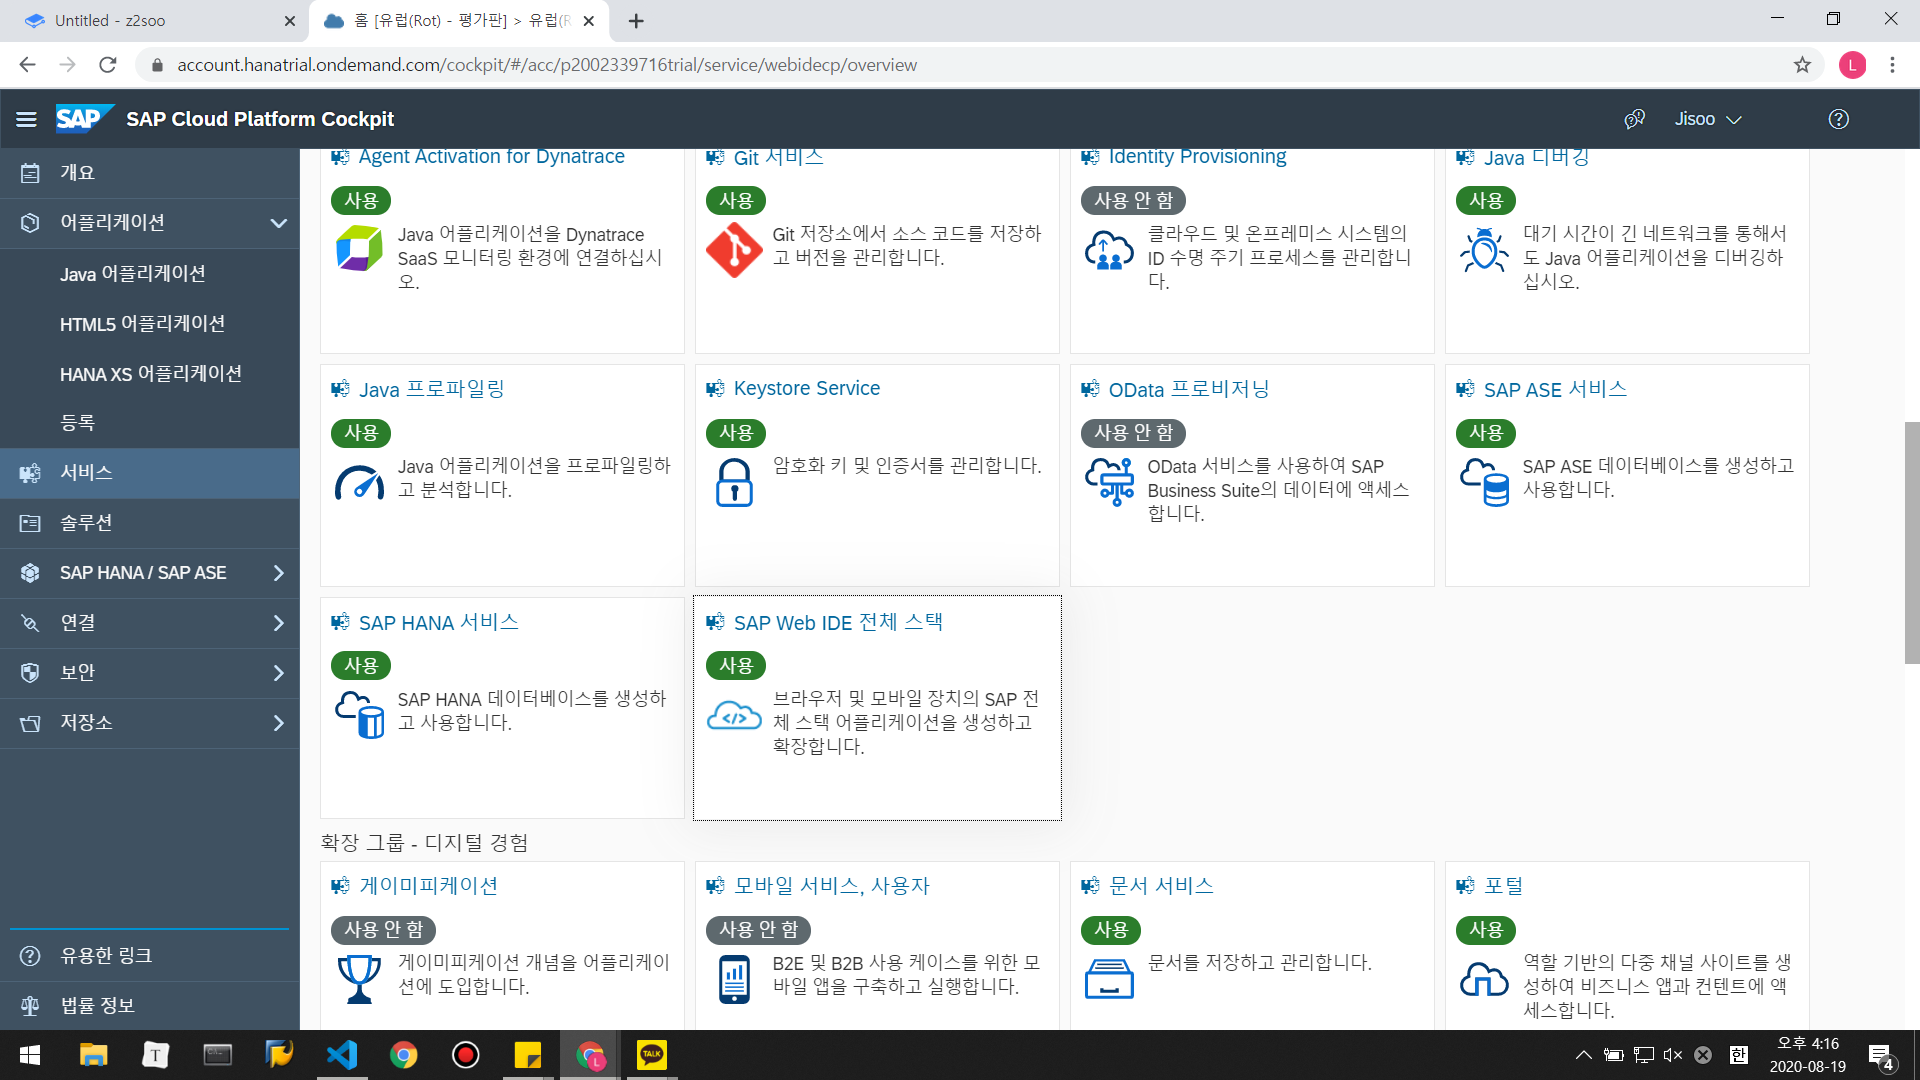 Untitled - z2soo
홈 [유럽(Rot) - 평가판] > 유럽(R
account.hanatrial.ondemand.com/cockpit/#/acc/p2002339716trial/service/webidecp/overview
L
SAP
SAP Cloud Platform Cockpit
Jisoo
개요
어플리케이션
Java 어플리케이션
HTML5 어플리케이션
HANA XS 어플리케이션
등록
서비스
솔루션
SAP HANA / SAP ASE
연결
보안
저장소
유용한 링크
법률 정보
Agent Activation for Dynatrace
사용
Java 어플리케이션을 Dynatrace
SaaS 모니터링 환경에 연결하십시
오.
Git 서비스
사용
Git 저장소에서 소스 코드를 저장하
고 버전을 관리합니다.
Identity Provisioning
사용 안 함
클라우드 및 온프레미스 시스템의
ID 수명 주기 프로세스를 관리합니
다.
Java 디버깅
사용
대기 시간이 긴 네트워크를 통해서
도 Java 어플리케이션을 디버깅하
십시오.
Java 프로파일링
사용
Java 어플리케이션을 프로파일링하
고 분석합니다.
Keystore Service
사용
암호화 키 및 인증서를 관리합니다.
OData 프로비저닝
사용 안 함
OData 서비스를 사용하여 SAP
Business Suite의 데이터에 액세스
합니다.
SAP ASE 서비스
사용
SAP ASE 데이터베이스를 생성하고
사용합니다.
SAP HANA 서비스
사용
SAP HANA 데이터베이스를 생성하
고 사용합니다.
SAP Web IDE 전체 스택
사용
브라우저 및 모바일 장치의 SAP 전
체 스택 어플리케이션을 생성하고
확장합니다.
확장 그룹 - 디지털 경험
게이미피케이션
사용 안 함
게이미피케이션 개념을 어플리케이
션에 도입합니다.
모바일 서비스, 사용자
사용 안 함
B2E 및 B2B 사용 케이스를 위한 모
바일 앱을 구축하고 실행합니다.
문서 서비스
사용
문서를 저장하고 관리합니다.
포털
사용
역할 기반의 다중 채널 사이트를 생
성하여 비즈니스 앱과 컨텐트에 액
세스합니다.
T
L
TALK
한
오후 4:16
2020-08-19
4